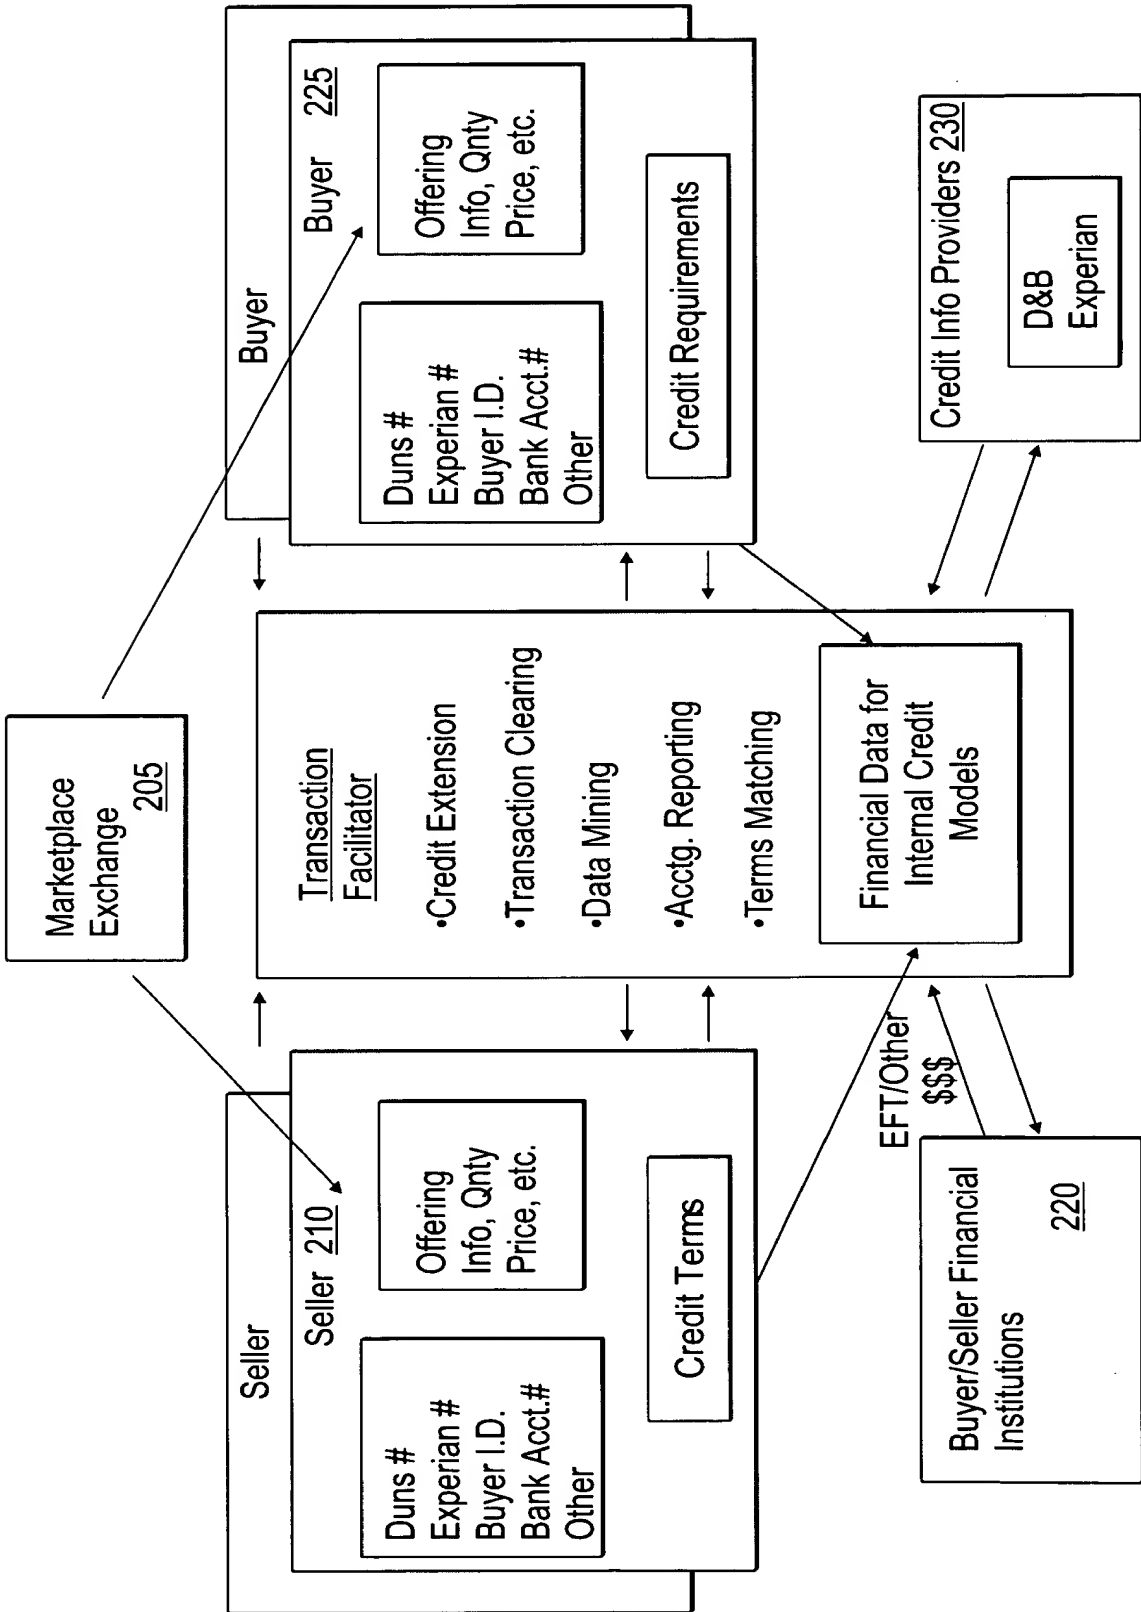 Marketplace
Exchange
205
Seller
Seller 210
Duns #
Experian #
Buyer I.D.
Bank Acct.#
Other
Offering
Info, Qnty
Price, etc.
Credit Terms
Transaction
Facilitator
•Credit Extension
•Transaction Clearing
•Data Mining
•Acctg. Reporting
•Terms Matching
Financial Data for
Internal Credit
Models
Buyer
Buyer 225
Duns #
Experian #
Buyer I.D.
Bank Acct.#
Other
Offering
Info, Qnty
Price, etc.
Credit Requirements
EFT/Other
$$$
Buyer/Seller Financial
Institutions
220
Credit Info Providers 230
D&B
Experian